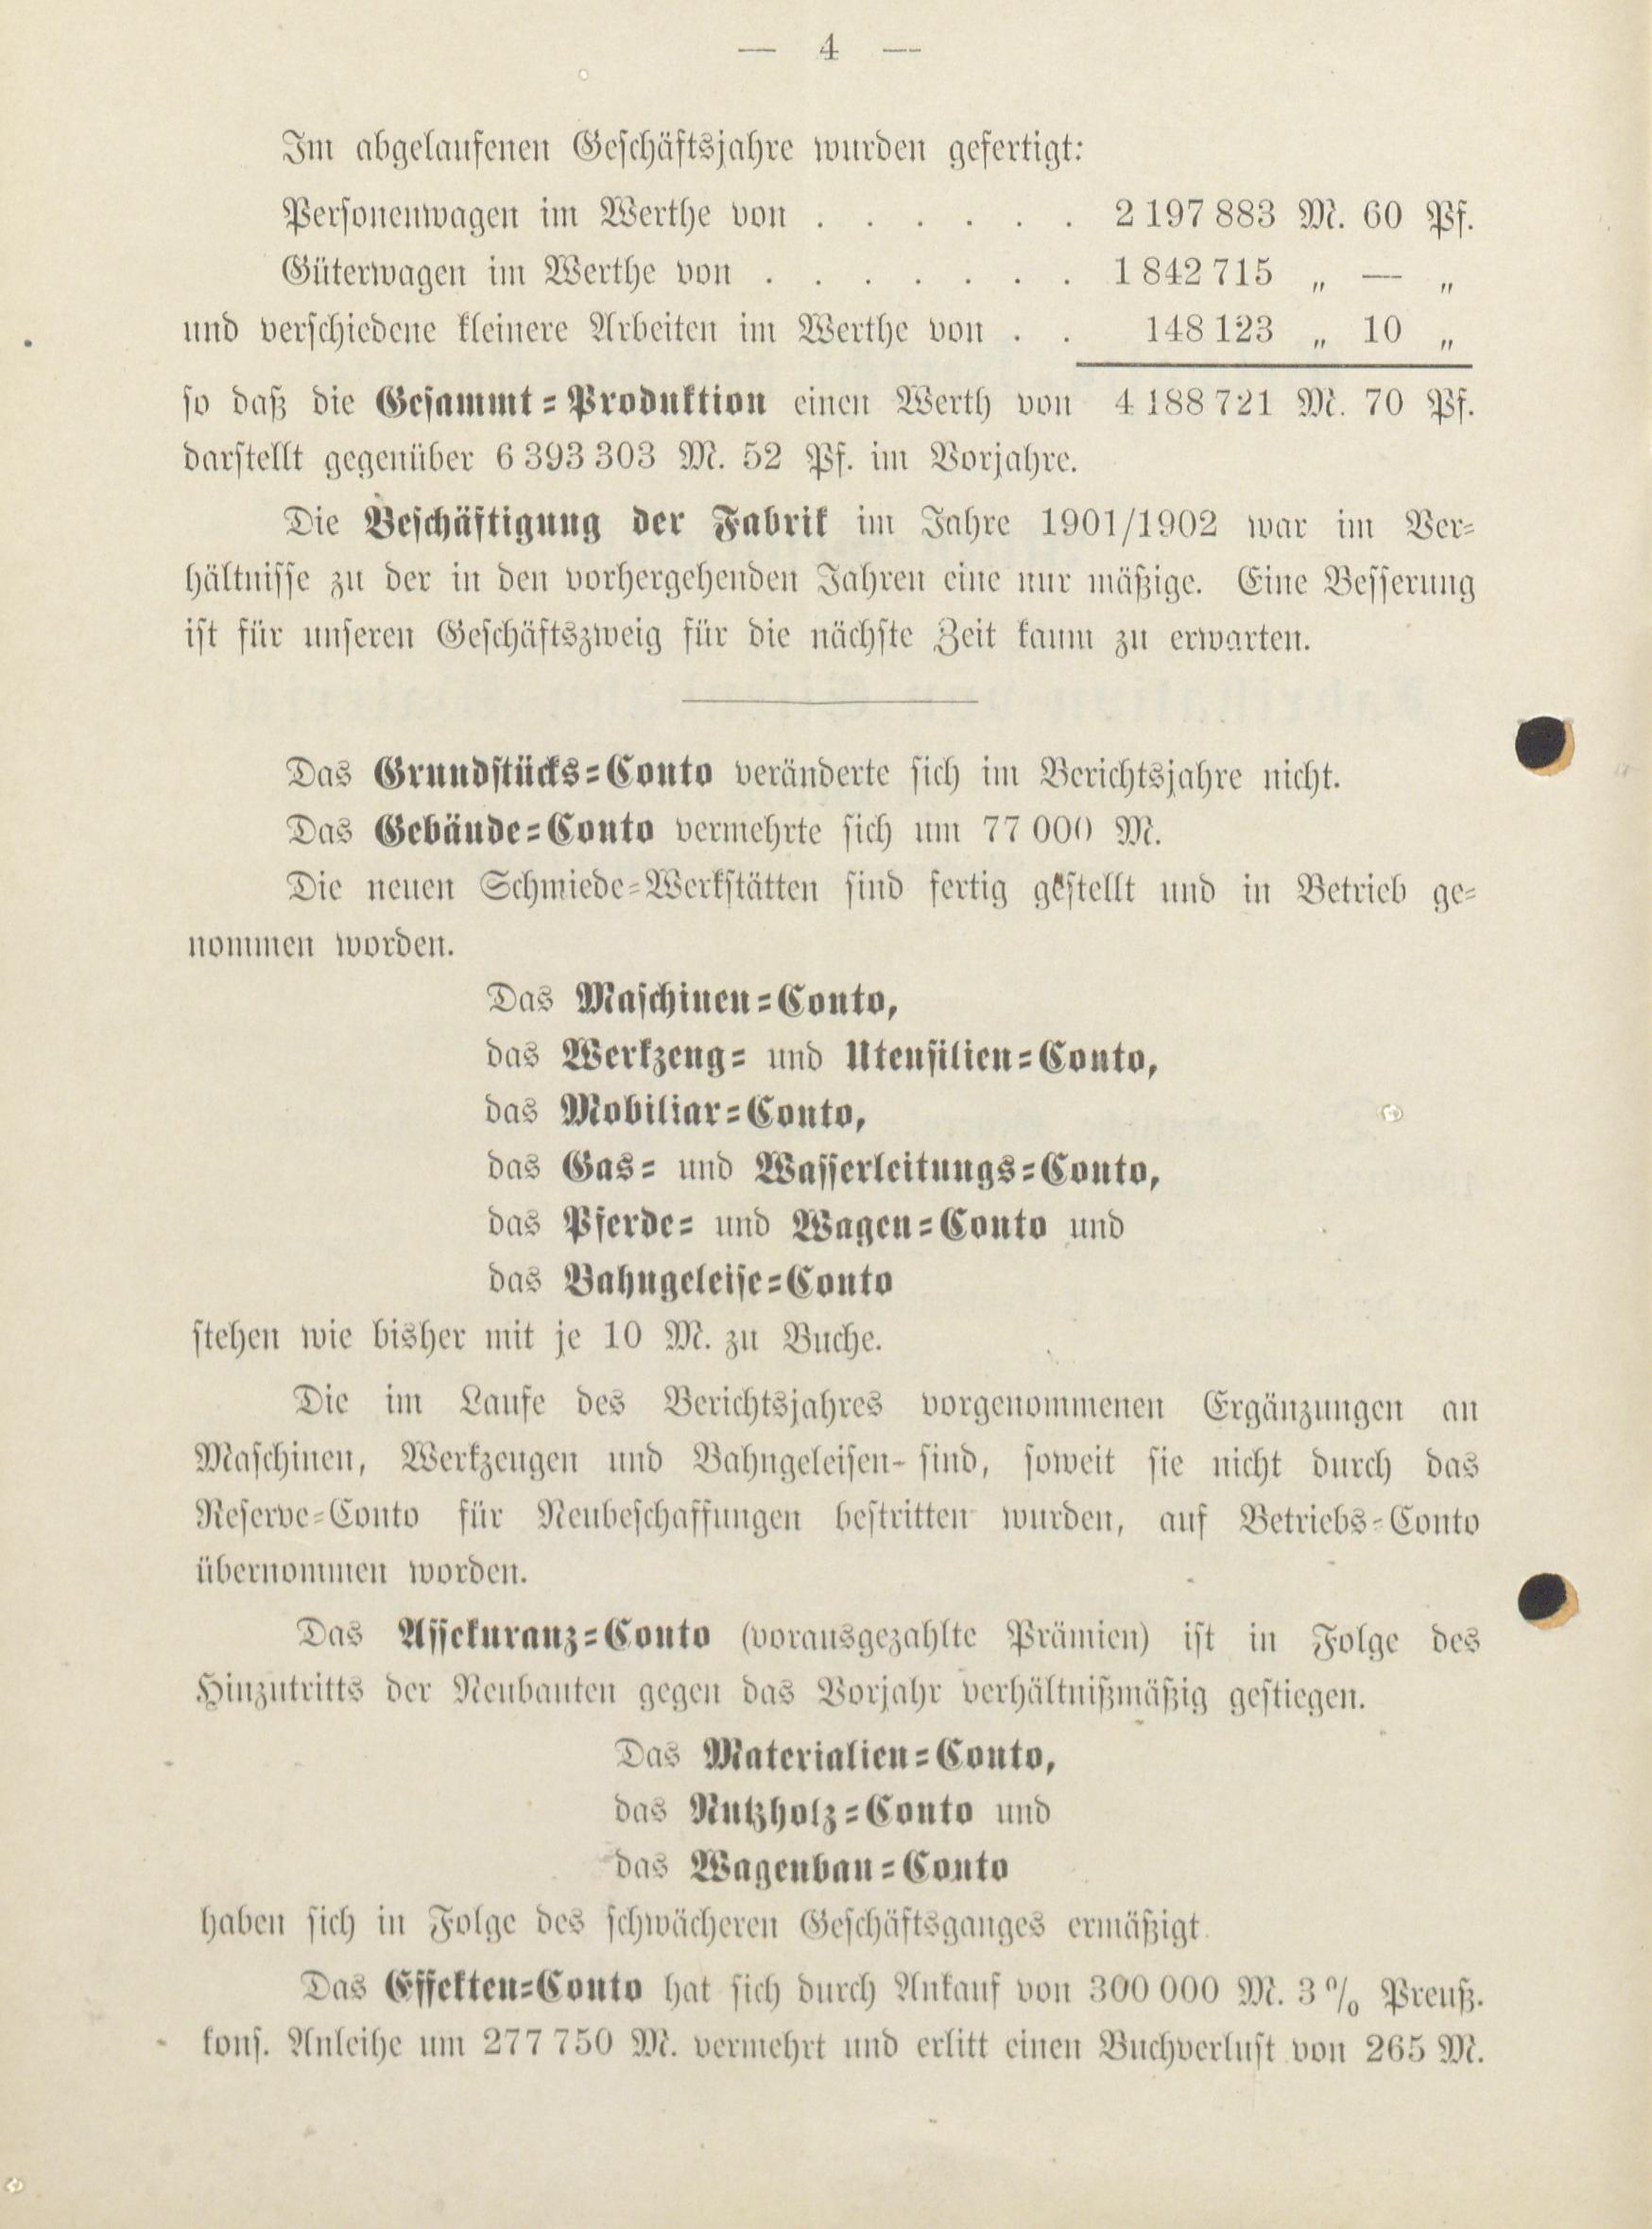 — 4 —
Im abgelaufenen Geschäftsjahre wurden gefertigt:
Personenwagen im Werthe von . . . . . . 2 197 883 M. 60 Pf.
Güterwagen im Werthe von . . . . . . . 1 842 715 „ — „
und verschiedene kleinere Arbeiten im Werthe von . . 148 123 „ 10 „
so daß die Gesammt-Produktion einen Werth von 4 188 721 M. 70 Pf.
darstellt gegenüber 6 393 303 M. 52 Pf. im Vorjahre.
Die Beschäftigung der Fabrik im Jahre 1901/1902 war im Ver-
hältnisse zu der in den vorhergehenden Jahren eine nur mäßige. Eine Besserung
ist für unseren Geschäftszweig für die nächste Zeit kaum zu erwarten.
Das Grundstücks-Conto veränderte sich im Berichtsjahre nicht.
Das Gebäude-Conto vermehrte sich um 77 000 M.
Die neuen Schmiede-Werkstätten sind fertig gestellt und in Betrieb ge-
nommen worden.
Das Maschinen-Conto,
das Werkzeug- und Utensilien-Conto,
das Mobiliar-Conto,
das Gas- und Wasserleitungs-Conto,
das Pferde- und Wagen-Conto und
das Bahngeleise-Conto
stehen wie bisher mit je 10 M. zu Buche.
Die im Laufe des Berichtsjahres vorgenommenen Ergänzungen an
Maschinen, Werkzeugen und Bahngeleisen sind, soweit sie nicht durch das
Reserve-Conto für Neubeschaffungen bestritten wurden, auf Betriebs-Conto
übernommen worden.
Das Assekuranz-Conto (vorausgezahlte Prämien) ist in Folge des
Hinzutritts der Neubauten gegen das Vorjahr verhältnißmäßig gestiegen.
Das Materialien-Conto,
das Nutzholz-Conto und
das Wagenbau-Conto
haben sich in Folge des schwächeren Geschäftsganges ermäßigt.
Das Effekten-Conto hat sich durch Ankauf von 300 000 M. 3 % Preuß.
kons. Anleihe um 277 750 M. vermehrt und erlitt einen Buchverlust von 265 M.